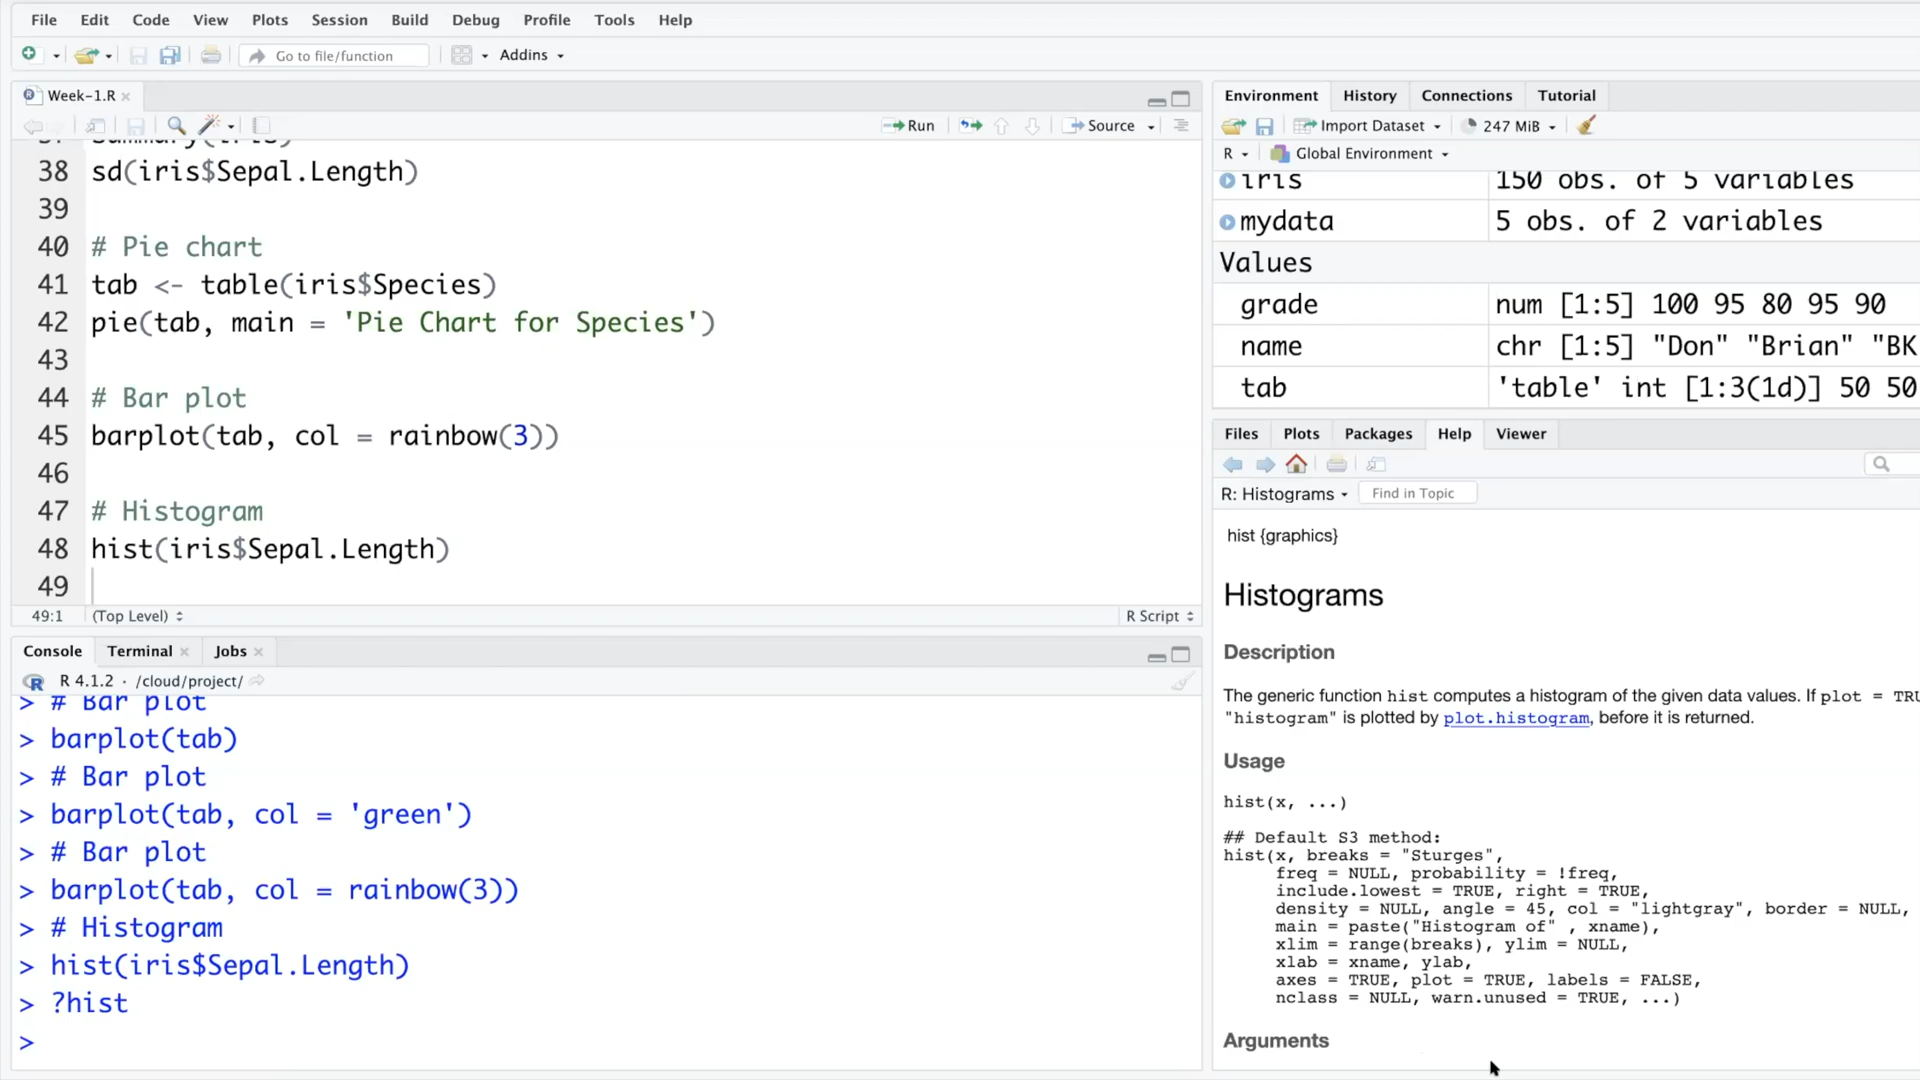 File Edit Code View Plots Session Build Debug Profile Tools Help
Go to file/function Addins
Week-1.R
Run Source
38 sd(iris$Sepal.Length)
39
40 # Pie chart
41 tab <- table(iris$Species)
42 pie(tab, main = 'Pie Chart for Species')
43
44 # Bar plot
45 barplot(tab, col = rainbow(3))
46
47 # Histogram
48 hist(iris$Sepal.Length)
49
49:1 (Top Level) R Script
Console Terminal Jobs
R 4.1.2 · /cloud/project/
> # Bar plot
> barplot(tab)
> # Bar plot
> barplot(tab, col = 'green')
> # Bar plot
> barplot(tab, col = rainbow(3))
> # Histogram
> hist(iris$Sepal.Length)
> ?hist
>
Environment History Connections Tutorial
Import Dataset 247 MiB
R Global Environment
iris 150 obs. of 5 variables
mydata 5 obs. of 2 variables
Values
grade num [1:5] 100 95 80 95 90
name chr [1:5] "Don" "Brian" "BK
tab 'table' int [1:3(1d)] 50 50
Files Plots Packages Help Viewer
R: Histograms Find in Topic
hist {graphics}
Histograms
Description
The generic function hist computes a histogram of the given data values. If plot = TRU
"histogram" is plotted by plot.histogram, before it is returned.
Usage
hist(x, ...)
## Default S3 method:
hist(x, breaks = "Sturges",
freq = NULL, probability = !freq,
include.lowest = TRUE, right = TRUE,
density = NULL, angle = 45, col = "lightgray", border = NULL,
main = paste("Histogram of" , xname),
xlim = range(breaks), ylim = NULL,
xlab = xname, ylab,
axes = TRUE, plot = TRUE, labels = FALSE,
nclass = NULL, warn.unused = TRUE, ...)
Arguments